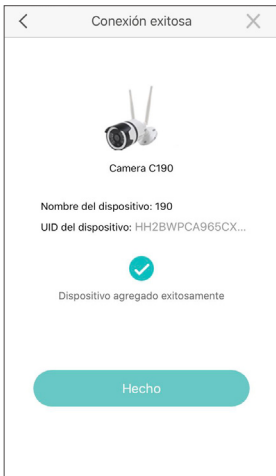 Conexión exitosa
Camera C190
Nombre del dispositivo: 190
UID del dispositivo: HH2BWPCA965CX...
Dispositivo agregado exitosamente
Hecho